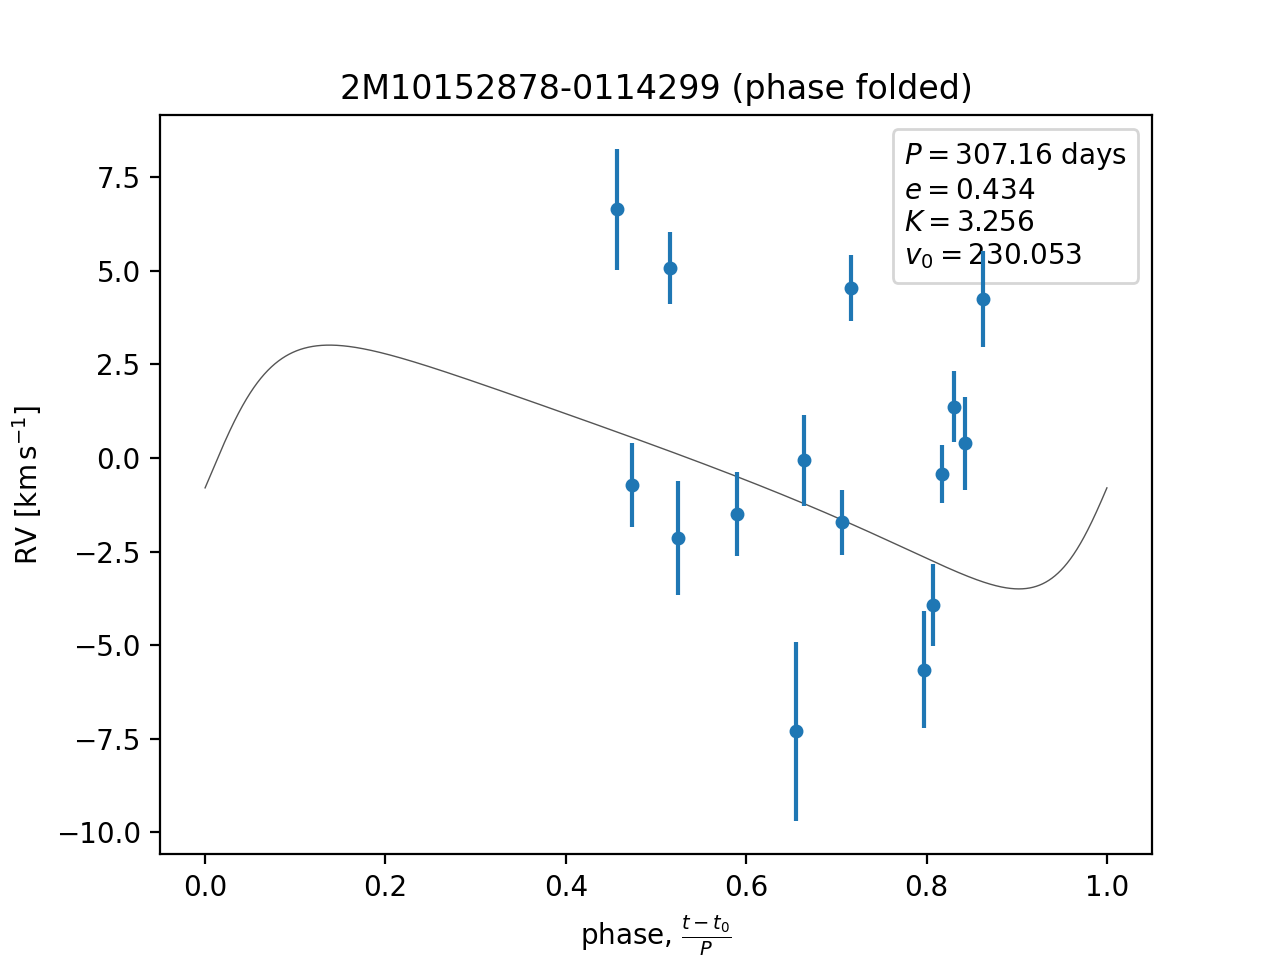 2M10152878-0114299 (phase folded)
P = 307.16 days
e = 0.434
K = 3.256
v₀ = 230.053
7.5
5.0
2.5
0.0
−2.5
−5.0
−7.5
−10.0
RV [km s⁻¹]
0.0 0.2 0.4 0.6 0.8 1.0
phase, (t − t₀)/P